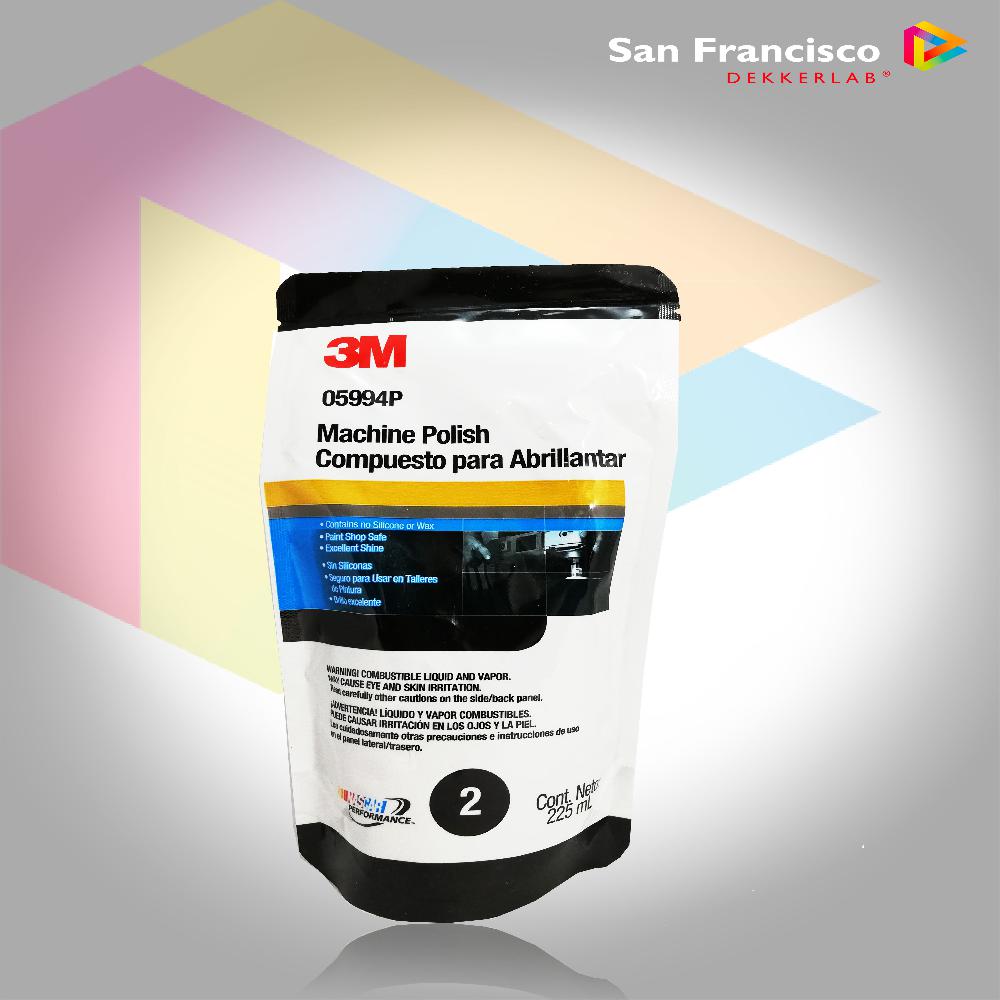 San Francisco
DEKKERLAB®
3M
05994P
Machine Polish
Compuesto para Abrillantar
• Contains no Silicone or Wax
• Paint Shop Safe
• Excellent Shine
• Sin Siliconas
• Seguro para Usar en Talleres
de Pintura
• Brillo excelente
WARNING! COMBUSTIBLE LIQUID AND VAPOR.
MAY CAUSE EYE AND SKIN IRRITATION.
Read carefully other cautions on the side/back panel.
¡ADVERTENCIA! LÍQUIDO Y VAPOR COMBUSTIBLES.
PUEDE CAUSAR IRRITACIÓN EN LOS OJOS Y LA PIEL.
Lea cuidadosamente otras precauciones e instrucciones de uso
en el panel lateral/trasero.
NASCAR
PERFORMANCE™
2
Cont. Neto
225 mL